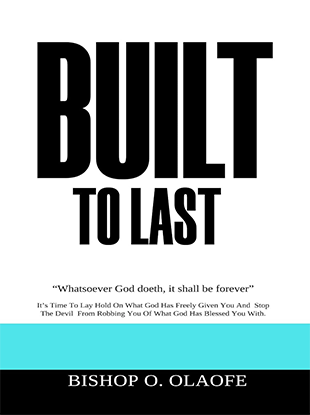 BUILT
TO LAST
“Whatsoever God doeth, it shall be forever”
It’s Time To Lay Hold On What God Has Freely Given You And Stop
The Devil From Robbing You Of What God Has Blessed You With.
BISHOP O. OLAOFE